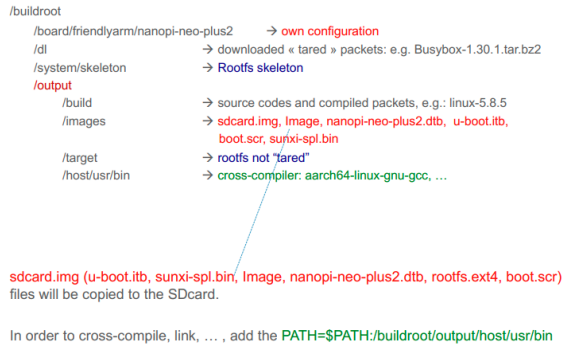 /buildroot
/board/friendlyarm/nanopi-neo-plus2 → own configuration
/dl → downloaded « tared » packets: e.g. Busybox-1.30.1.tar.bz2
/system/skeleton → Rootfs skeleton
/output
/build → source codes and compiled packets, e.g.: linux-5.8.5
/images → sdcard.img, Image, nanopi-neo-plus2.dtb, u-boot.itb,
boot.scr, sunxi-spl.bin
/target → rootfs not “tared”
/host/usr/bin → cross-compiler: aarch64-linux-gnu-gcc, …
sdcard.img (u-boot.itb, sunxi-spl.bin, Image, nanopi-neo-plus2.dtb, rootfs.ext4, boot.scr)
files will be copied to the SDcard.
In order to cross-compile, link, … , add the PATH=$PATH:/buildroot/output/host/usr/bin